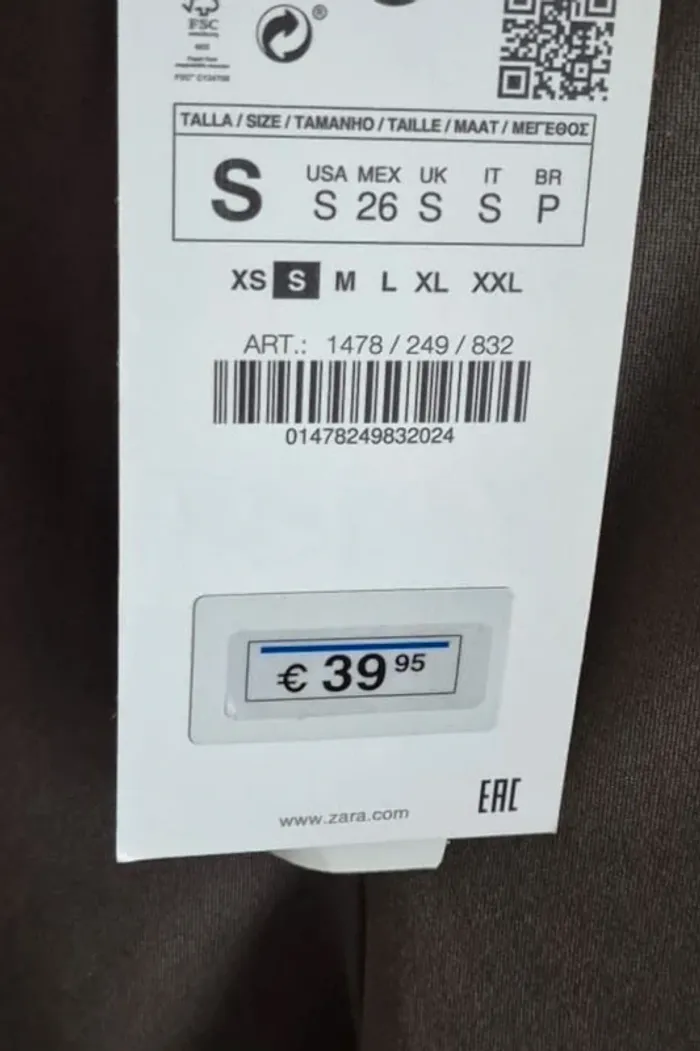 FSC
®
TALLA / SIZE / TAMANHO / TAILLE / MAAT / ΜΕΓΕΘΟΣ
S
USA MEX UK IT BR
S 26 S S P
XS S M L XL XXL
ART.: 1478 / 249 / 832
01478249832024
€ 39 95
www.zara.com
EAC